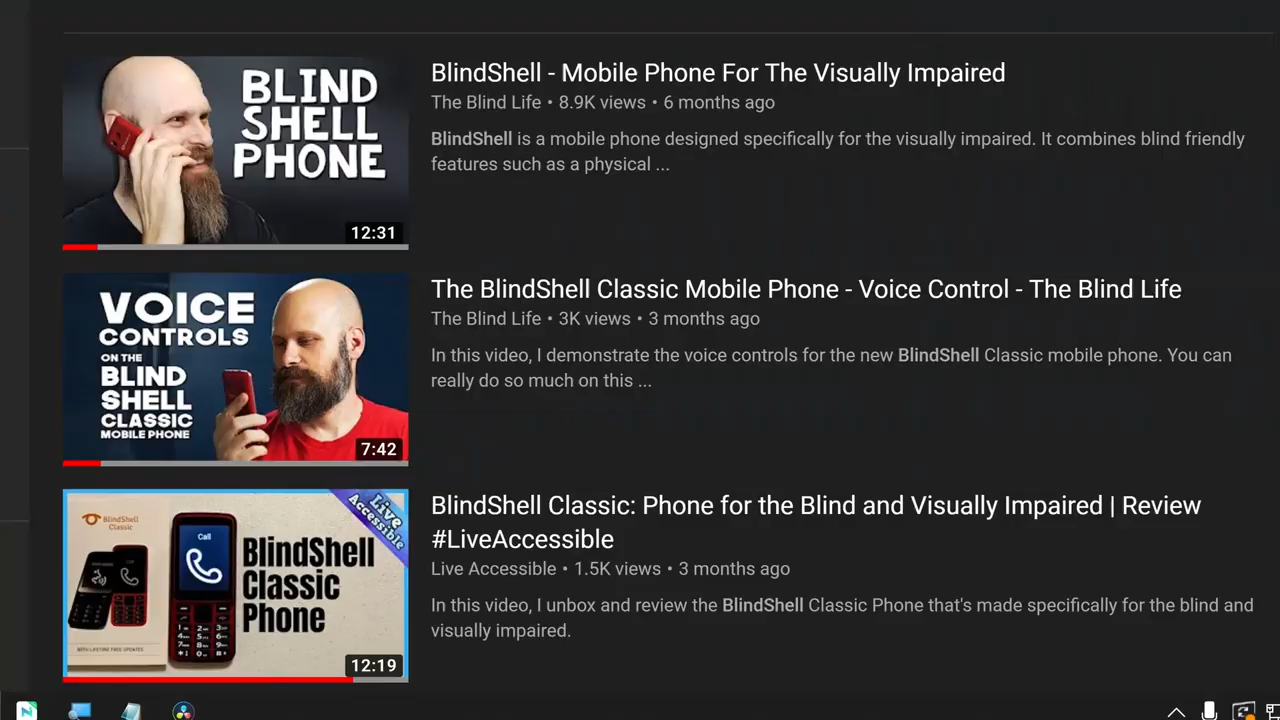 BLIND
SHELL
PHONE
12:31
BlindShell - Mobile Phone For The Visually Impaired
The Blind Life • 8.9K views • 6 months ago
BlindShell is a mobile phone designed specifically for the visually impaired. It combines blind friendly
features such as a physical ...
VOICE
CONTROLS
ON THE
BLIND
SHELL
CLASSIC
MOBILE PHONE
7:42
The BlindShell Classic Mobile Phone - Voice Control - The Blind Life
The Blind Life • 3K views • 3 months ago
In this video, I demonstrate the voice controls for the new BlindShell Classic mobile phone. You can
really do so much on this ...
Live
Accessible
BlindShell
Classic
Call
BlindShell
Classic
Phone
WITH LIFETIME FREE UPDATES
12:19
BlindShell Classic: Phone for the Blind and Visually Impaired | Review
#LiveAccessible
Live Accessible • 1.5K views • 3 months ago
In this video, I unbox and review the BlindShell Classic Phone that's made specifically for the blind and
visually impaired.